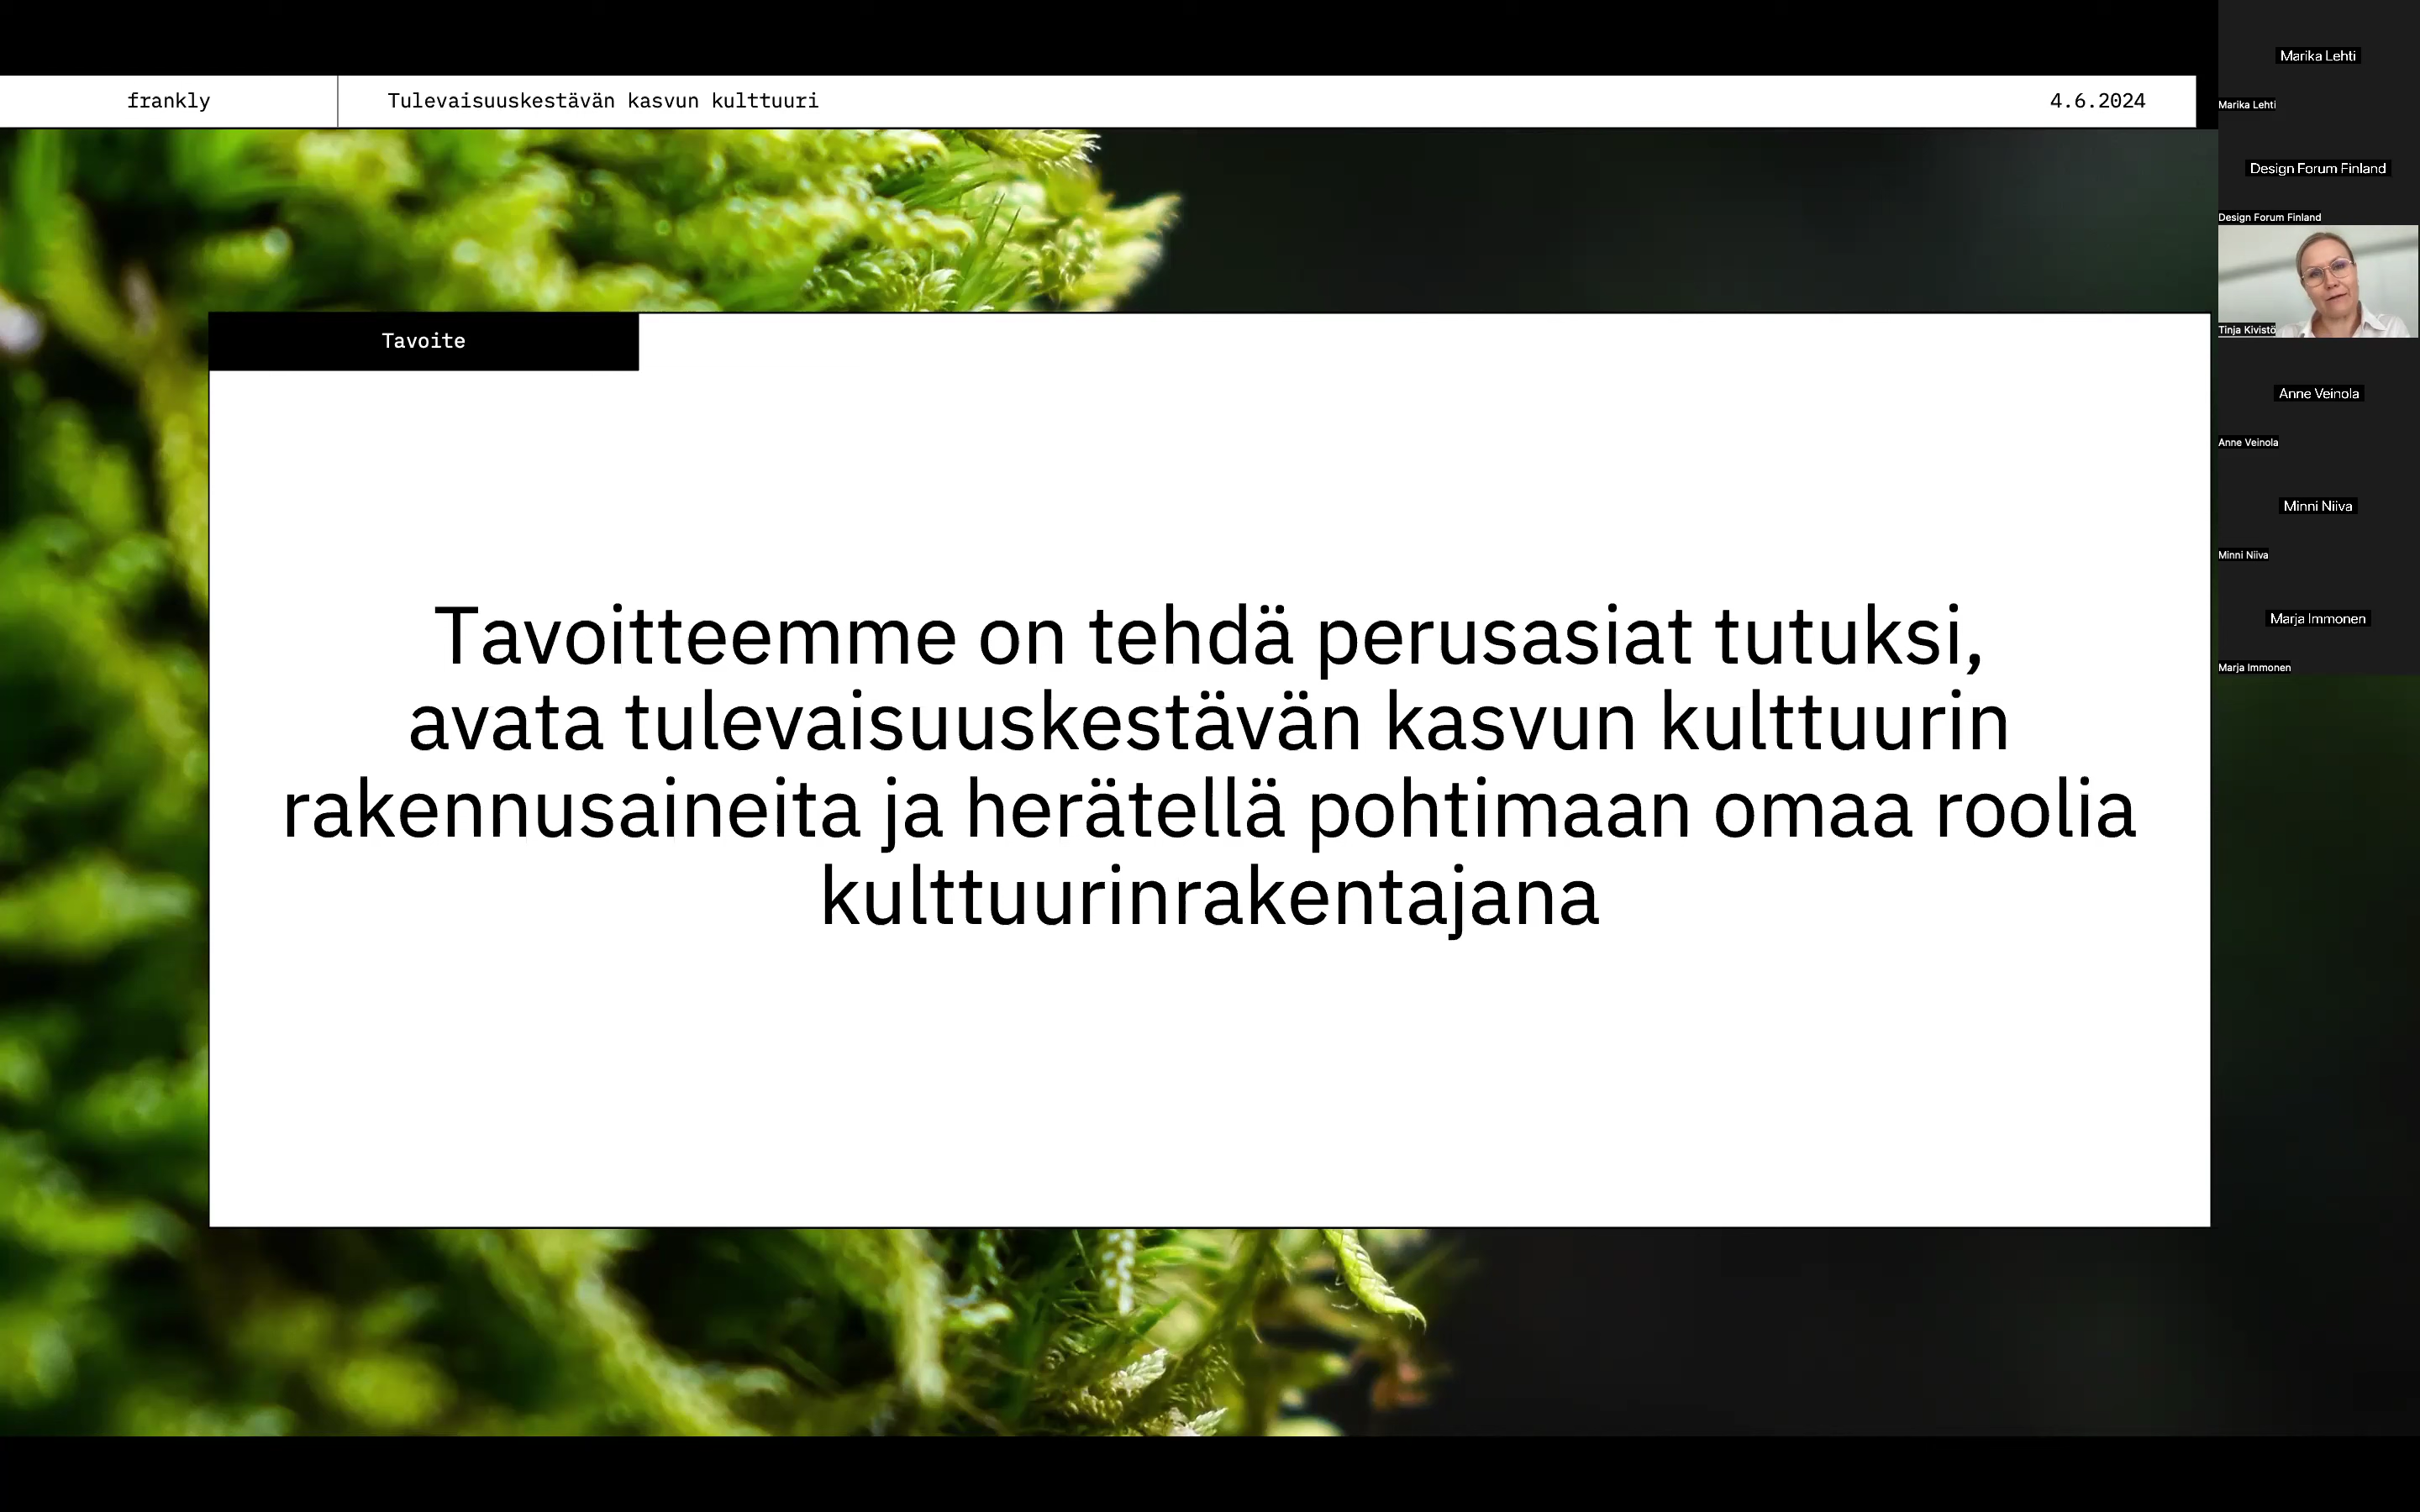 frankly
Tulevaisuuskestävän kasvun kulttuuri
4.6.2024
Tavoite
Tavoitteemme on tehdä perusasiat tutuksi,
avata tulevaisuuskestävän kasvun kulttuurin
rakennusaineita ja herätellä pohtimaan omaa roolia
kulttuurinrakentajana
Marika Lehti
Marika Lehti
Design Forum Finland
Design Forum Finland
Tinja Kivistö
Anne Veinola
Anne Veinola
Minni Niiva
Minni Niiva
Marja Immonen
Marja Immonen